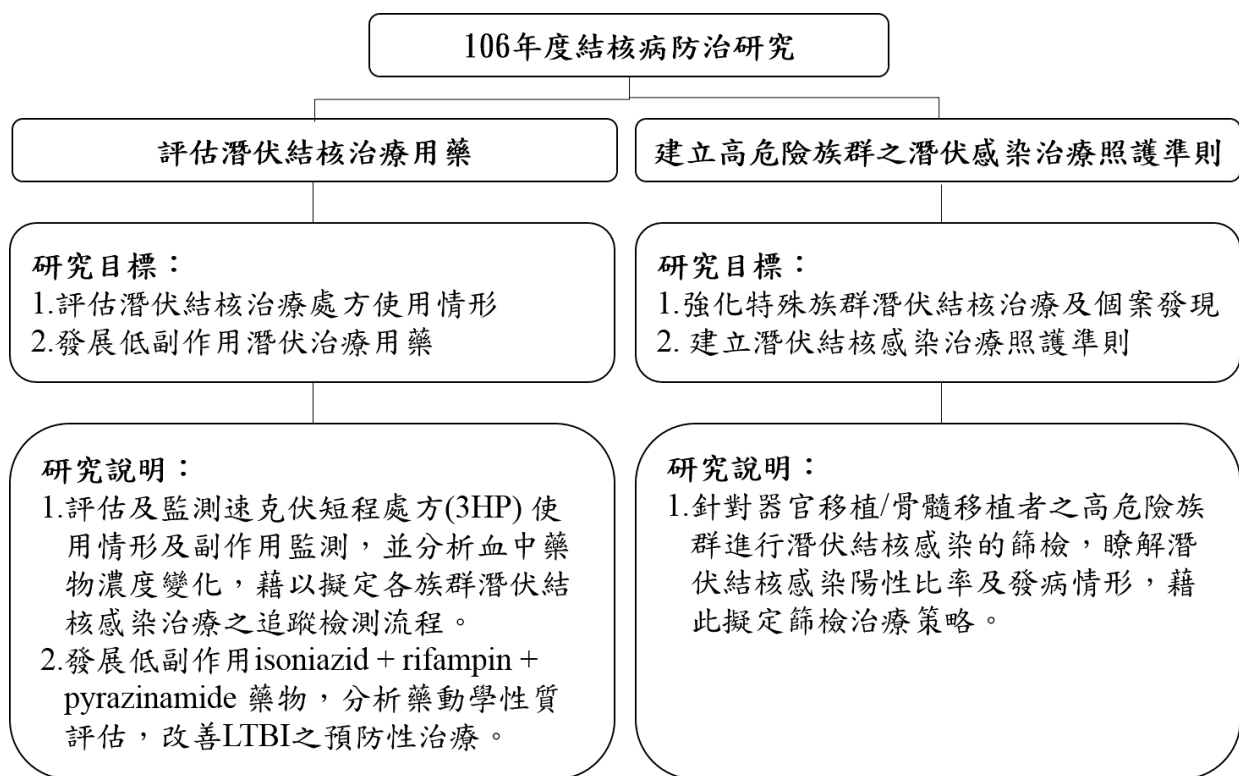 106年度結核病防治研究
評估潛伏結核治療用藥
研究目標：
1.評估潛伏結核治療處方使用情形
2.發展低副作用潛伏治療用藥
研究說明：
1.評估及監測速克伏短程處方(3HP) 使
用情形及副作用監測，並分析血中藥
物濃度變化，藉以擬定各族群潛伏結
核感染治療之追蹤檢測流程。
2.發展低副作用isoniazid + rifampin +
pyrazinamide 藥物，分析藥動學性質
評估，改善LTBI之預防性治療。
建立高危險族群之潛伏感染治療照護準則
研究目標：
1.強化特殊族群潛伏結核治療及個案發現
2. 建立潛伏結核感染治療照護準則
研究說明：
1.針對器官移植/骨髓移植者之高危險族
群進行潛伏結核感染的篩檢，瞭解潛
伏結核感染陽性比率及發病情形，藉
此擬定篩檢治療策略。